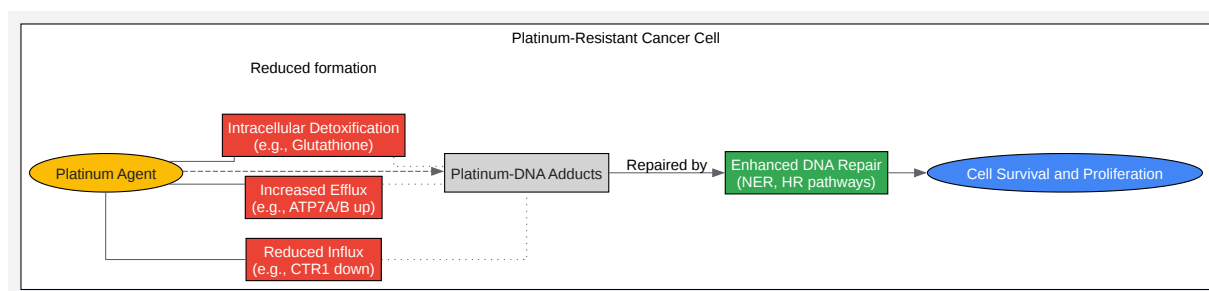 Platinum-Resistant Cancer Cell
Reduced formation
Intracellular Detoxification
(e.g., Glutathione)
Platinum Agent
Platinum-DNA Adducts
Repaired by
Enhanced DNA Repair
(NER, HR pathways)
Cell Survival and Proliferation
Increased Efflux
(e.g., ATP7A/B up)
Reduced Influx
(e.g., CTR1 down)